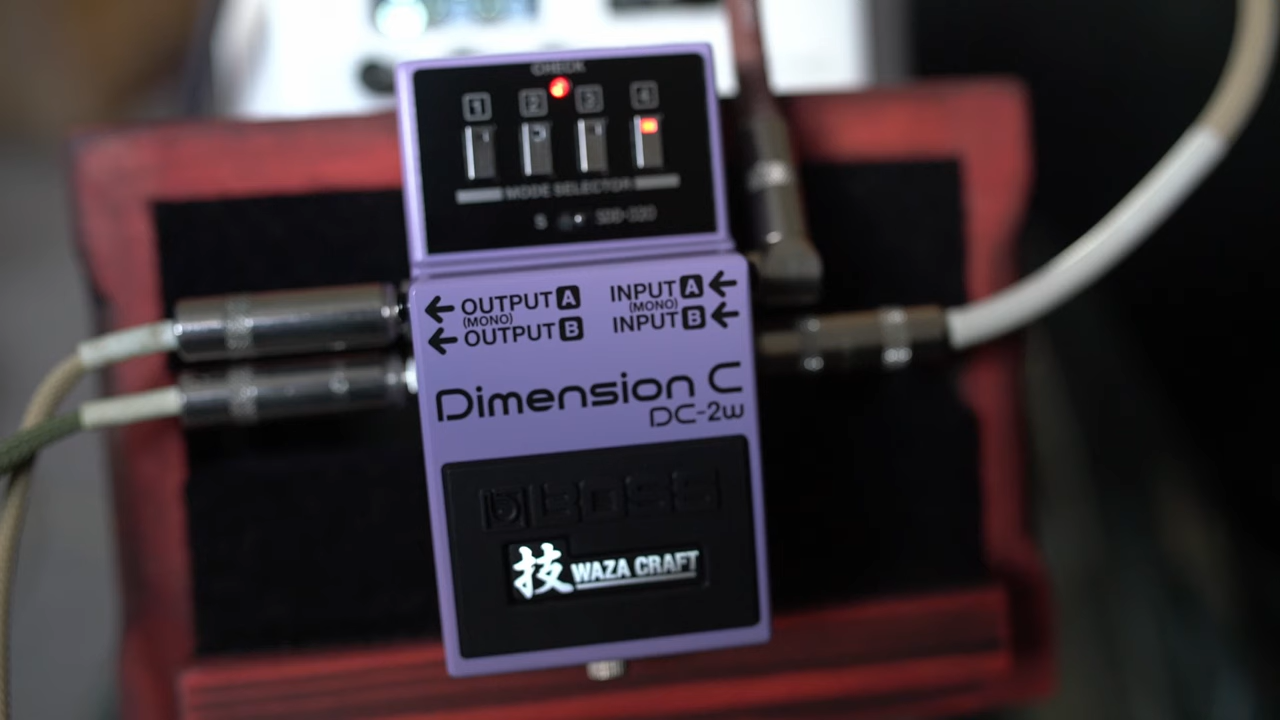 CHECK
1 2 3 4
MODE SELECTOR
S SDD-320
← OUTPUT A
(MONO)
← OUTPUT B
INPUT A ←
(MONO)
INPUT B ←
Dimension C
DC-2w
BOSS
技 WAZA CRAFT